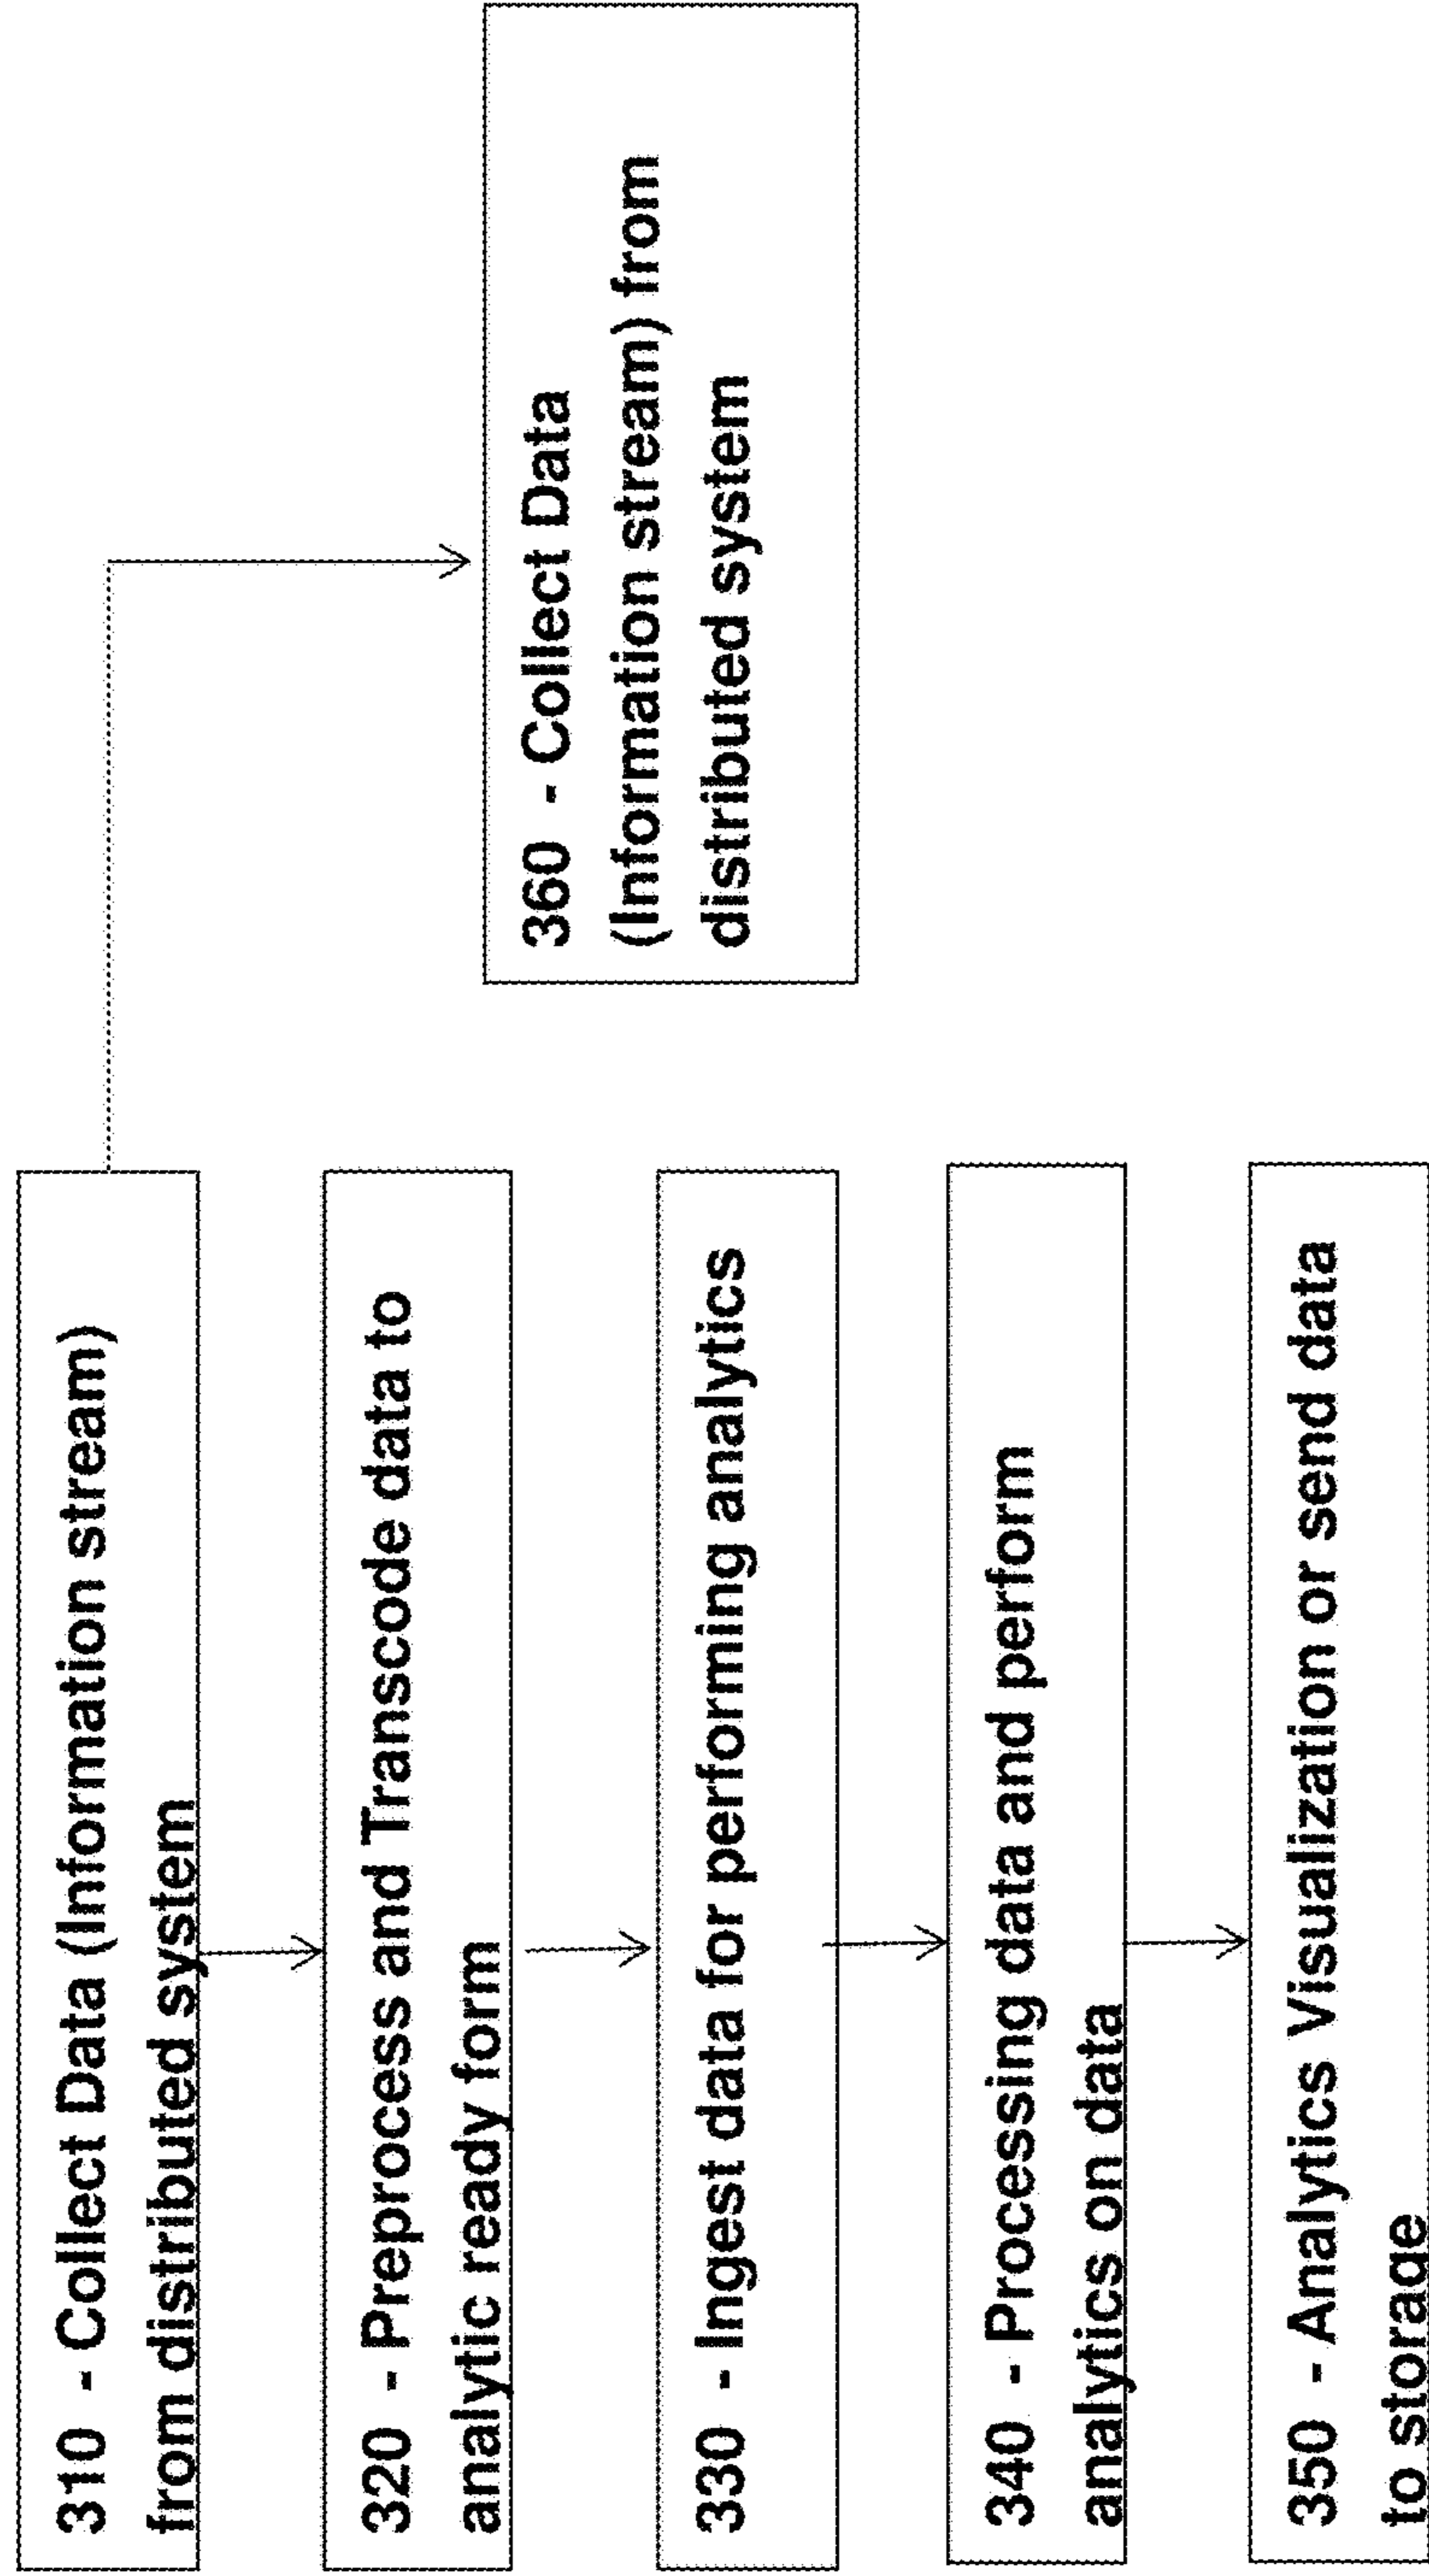 310 - Collect Data (Information stream)
from distributed system
320 - Preprocess and Transcode data to
analytic ready form
330 - Ingest data for performing analytics
340 - Processing data and perform
analytics on data
350 - Analytics Visualization or send data
to storage
360 - Collect Data
(Information stream) from
distributed system